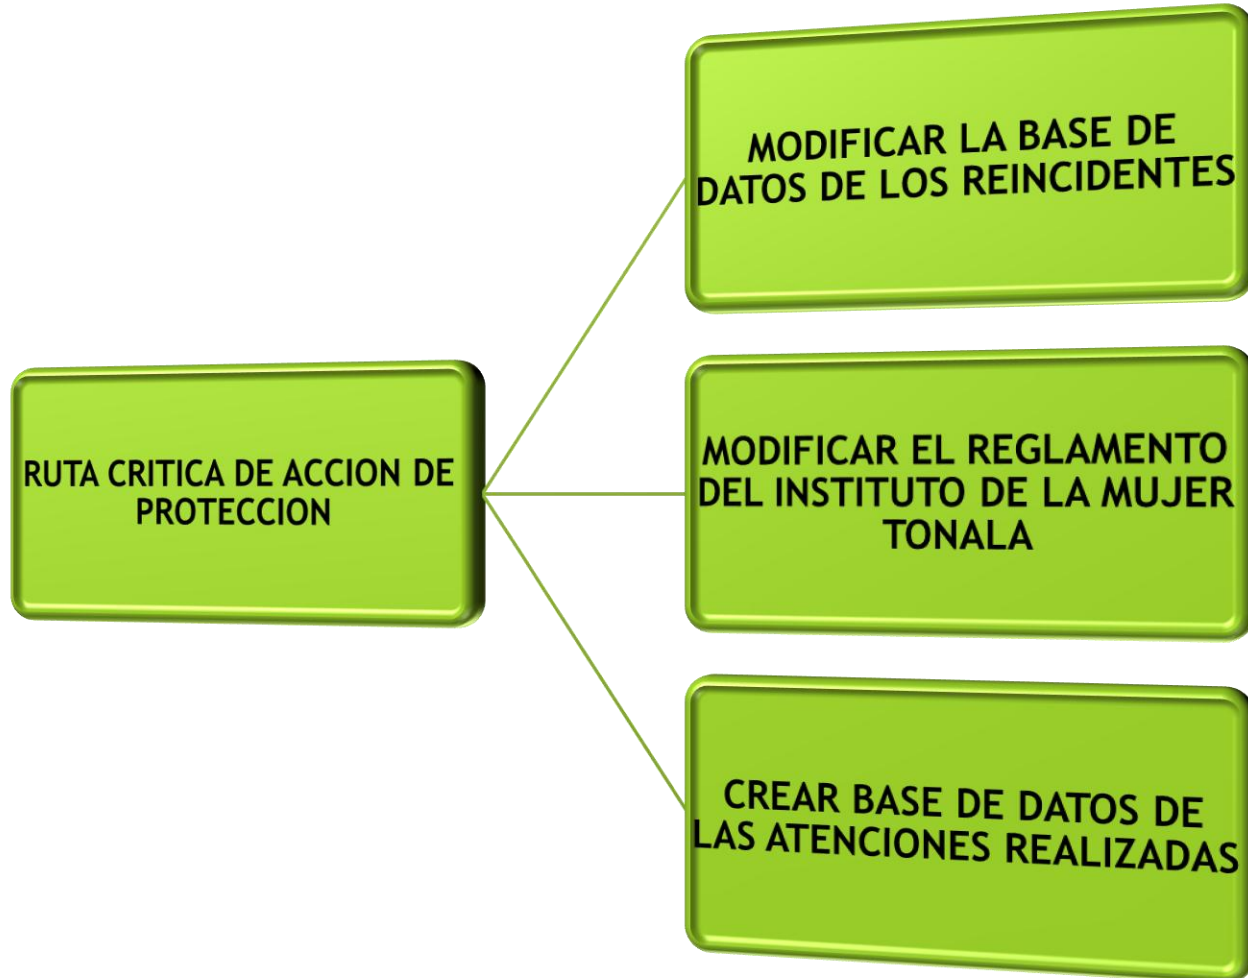 RUTA CRITICA DE ACCION DE
PROTECCION
MODIFICAR LA BASE DE
DATOS DE LOS REINCIDENTES
MODIFICAR EL REGLAMENTO
DEL INSTITUTO DE LA MUJER
TONALA
CREAR BASE DE DATOS DE
LAS ATENCIONES REALIZADAS